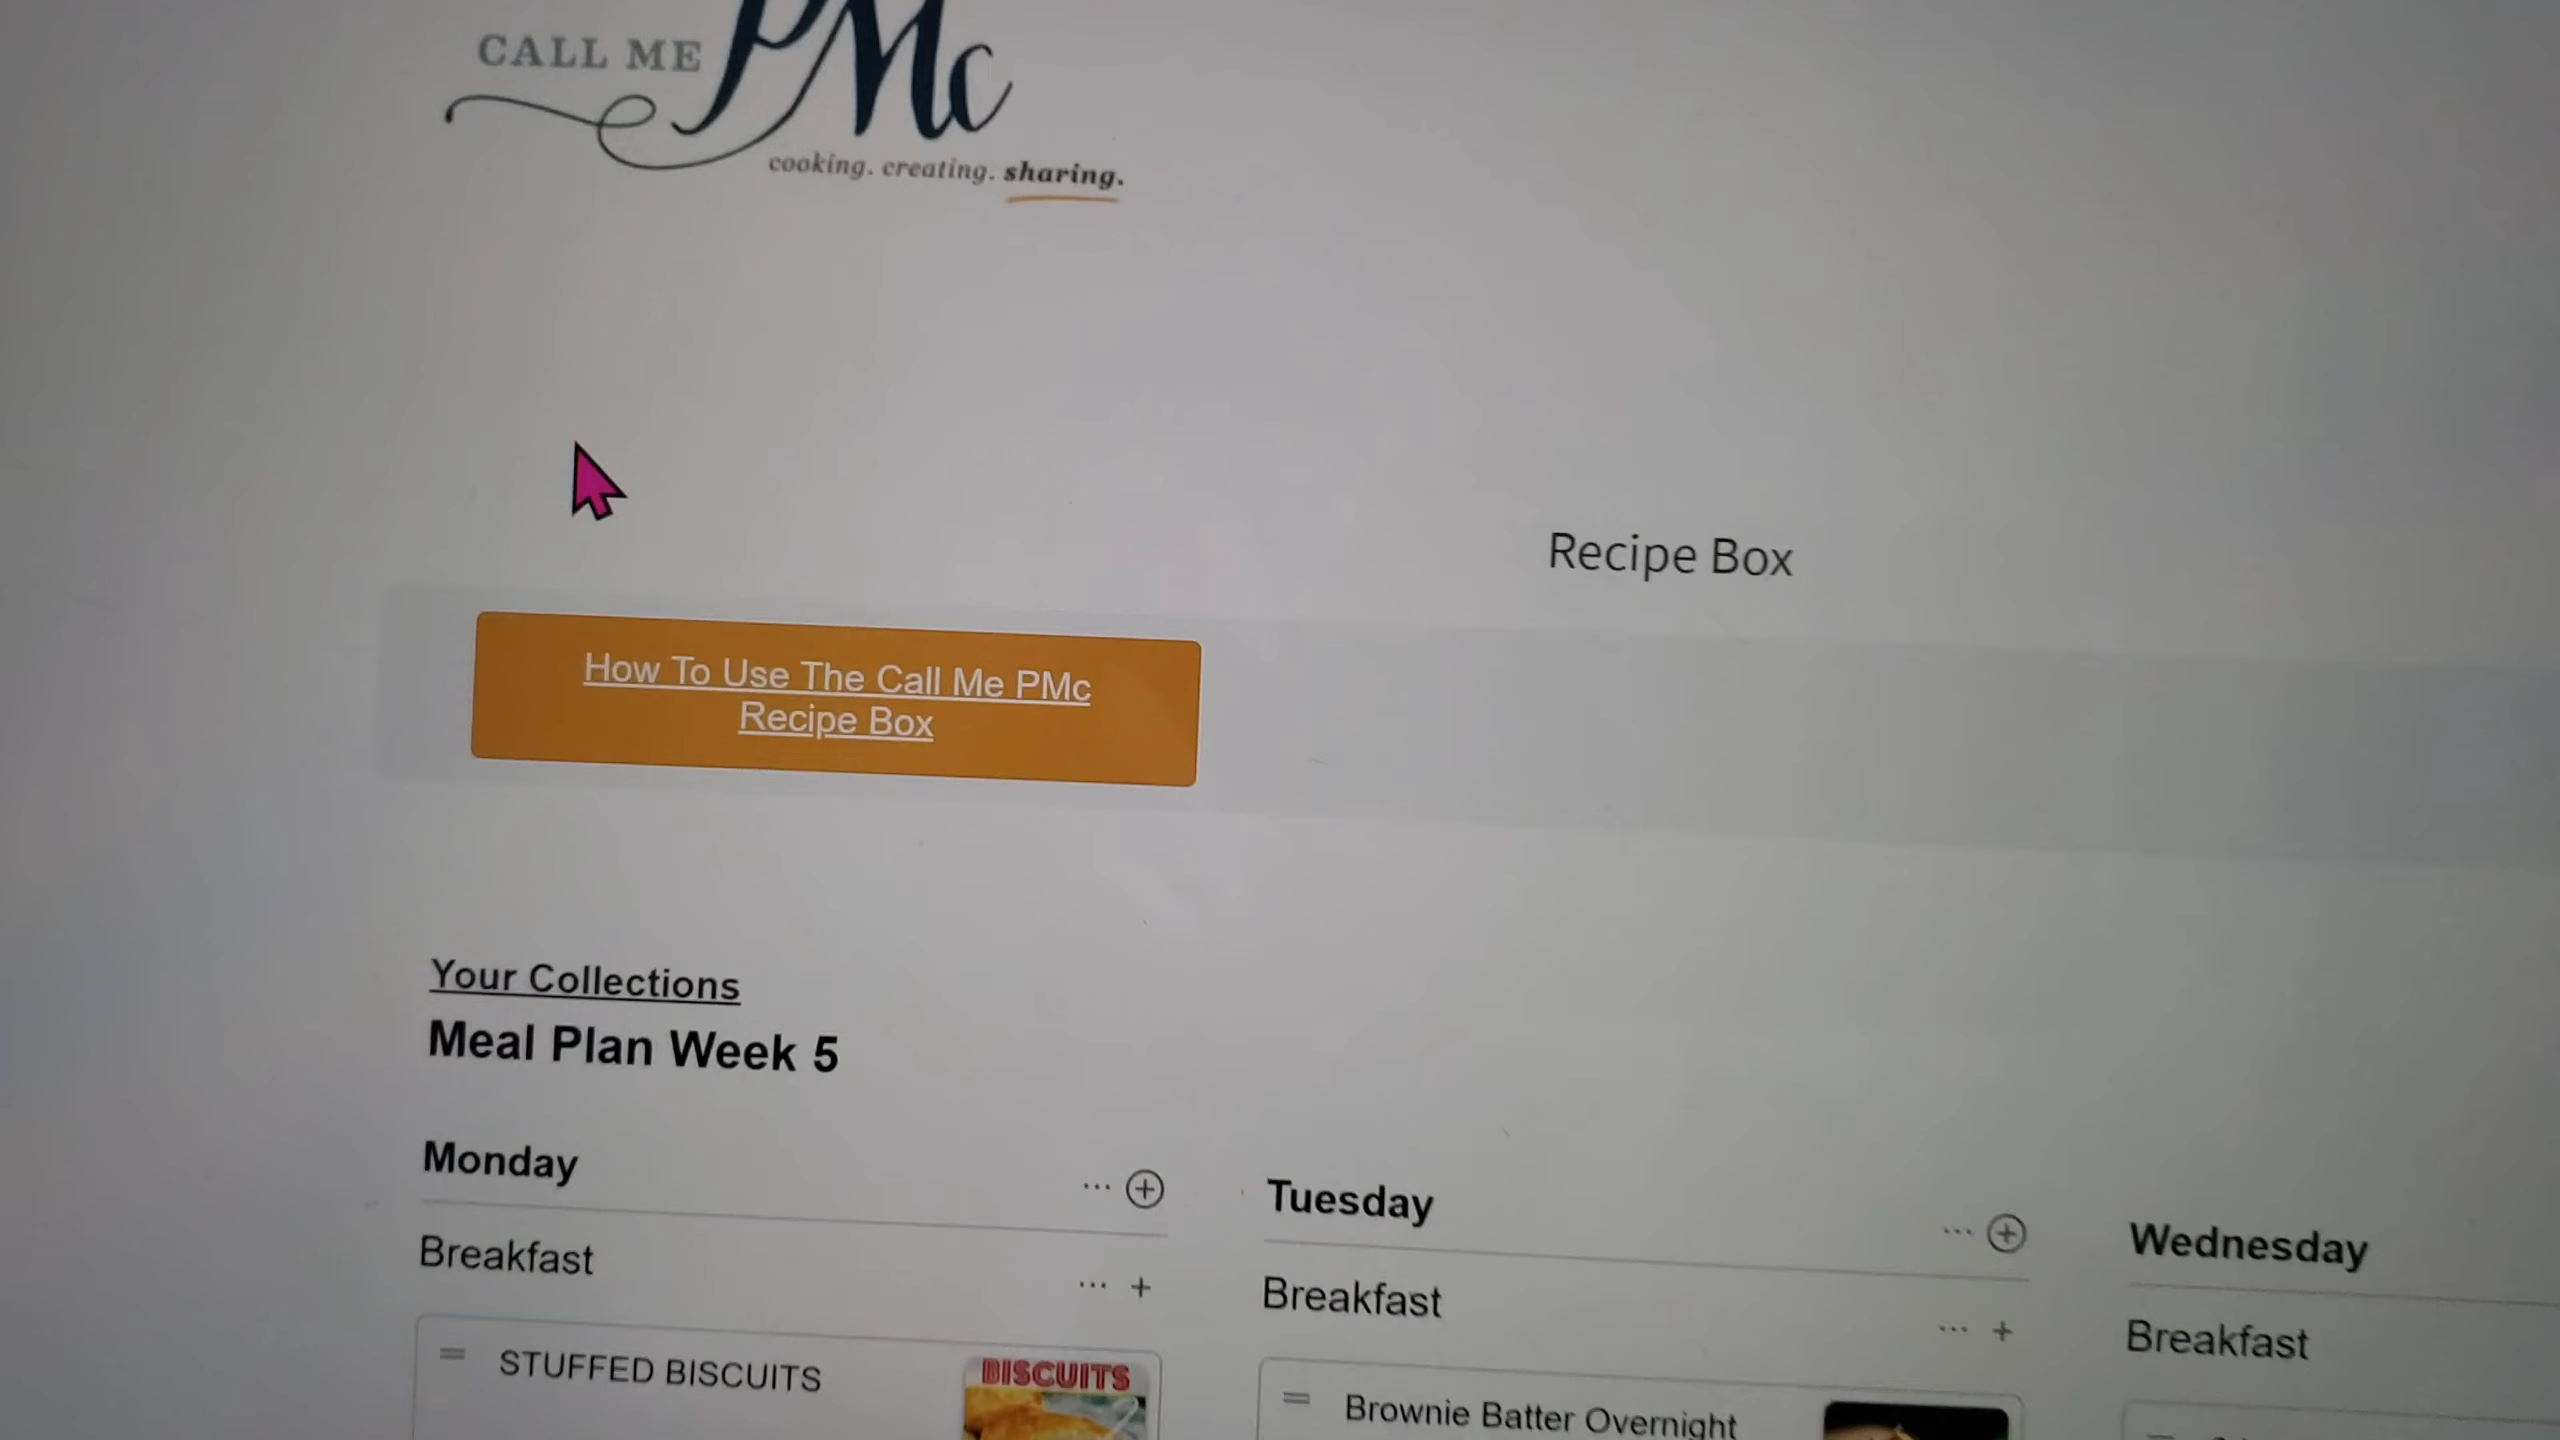 CALL ME PMc
cooking. creating. sharing.
Recipe Box
How To Use The Call Me PMc
Recipe Box
Your Collections
Meal Plan Week 5
Monday
Tuesday
Wednesday
Breakfast
Breakfast
Breakfast
STUFFED BISCUITS
BISCUITS
Brownie Batter Overnight